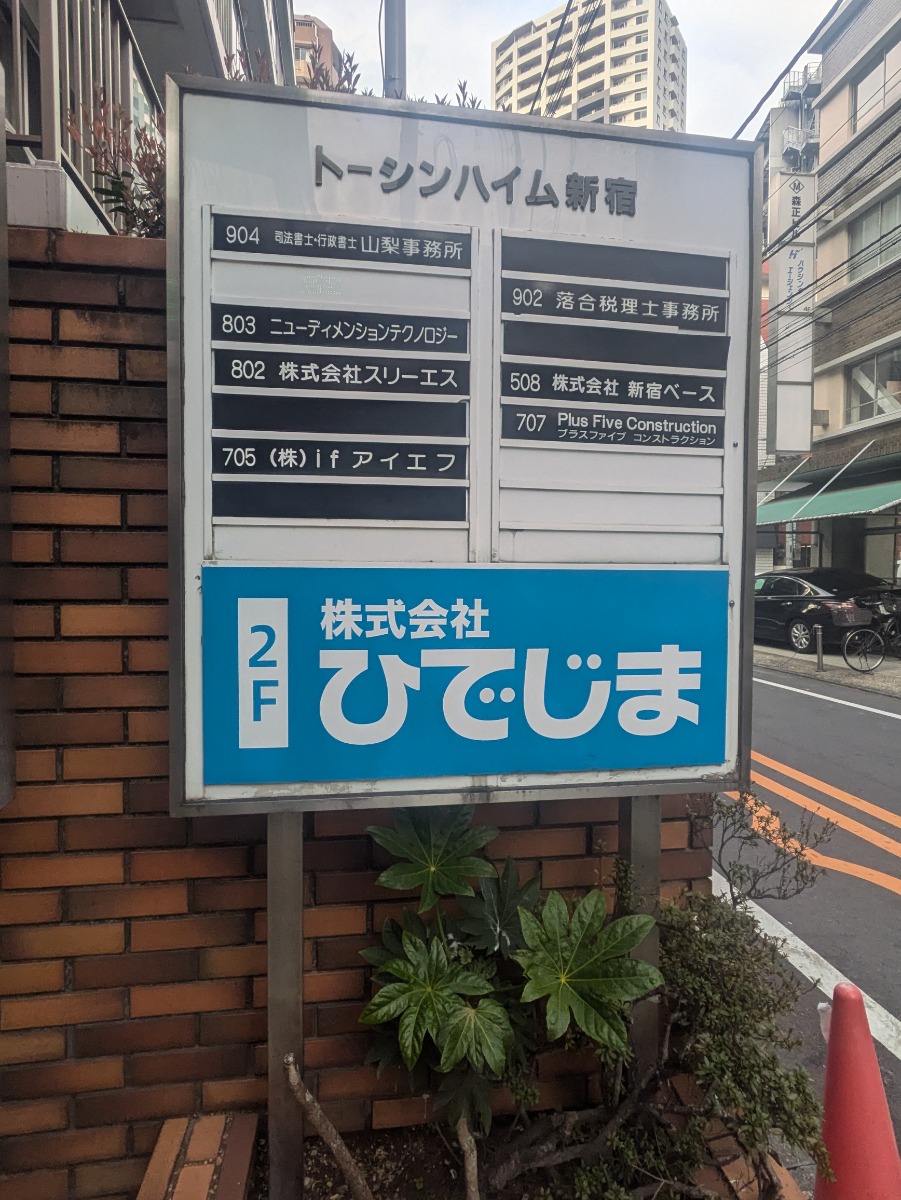 トーシンハイム新宿
904 司法書士・行政書士 山梨事務所
803 ニューディメンションテクノロジー
802 株式会社スリーエス
705 (株)if アイエフ
902 落合税理士事務所
508 株式会社 新宿ベース
707 Plus Five Construction
プラスファイブ コンストラクション
2F
株式会社
ひでじま
森正